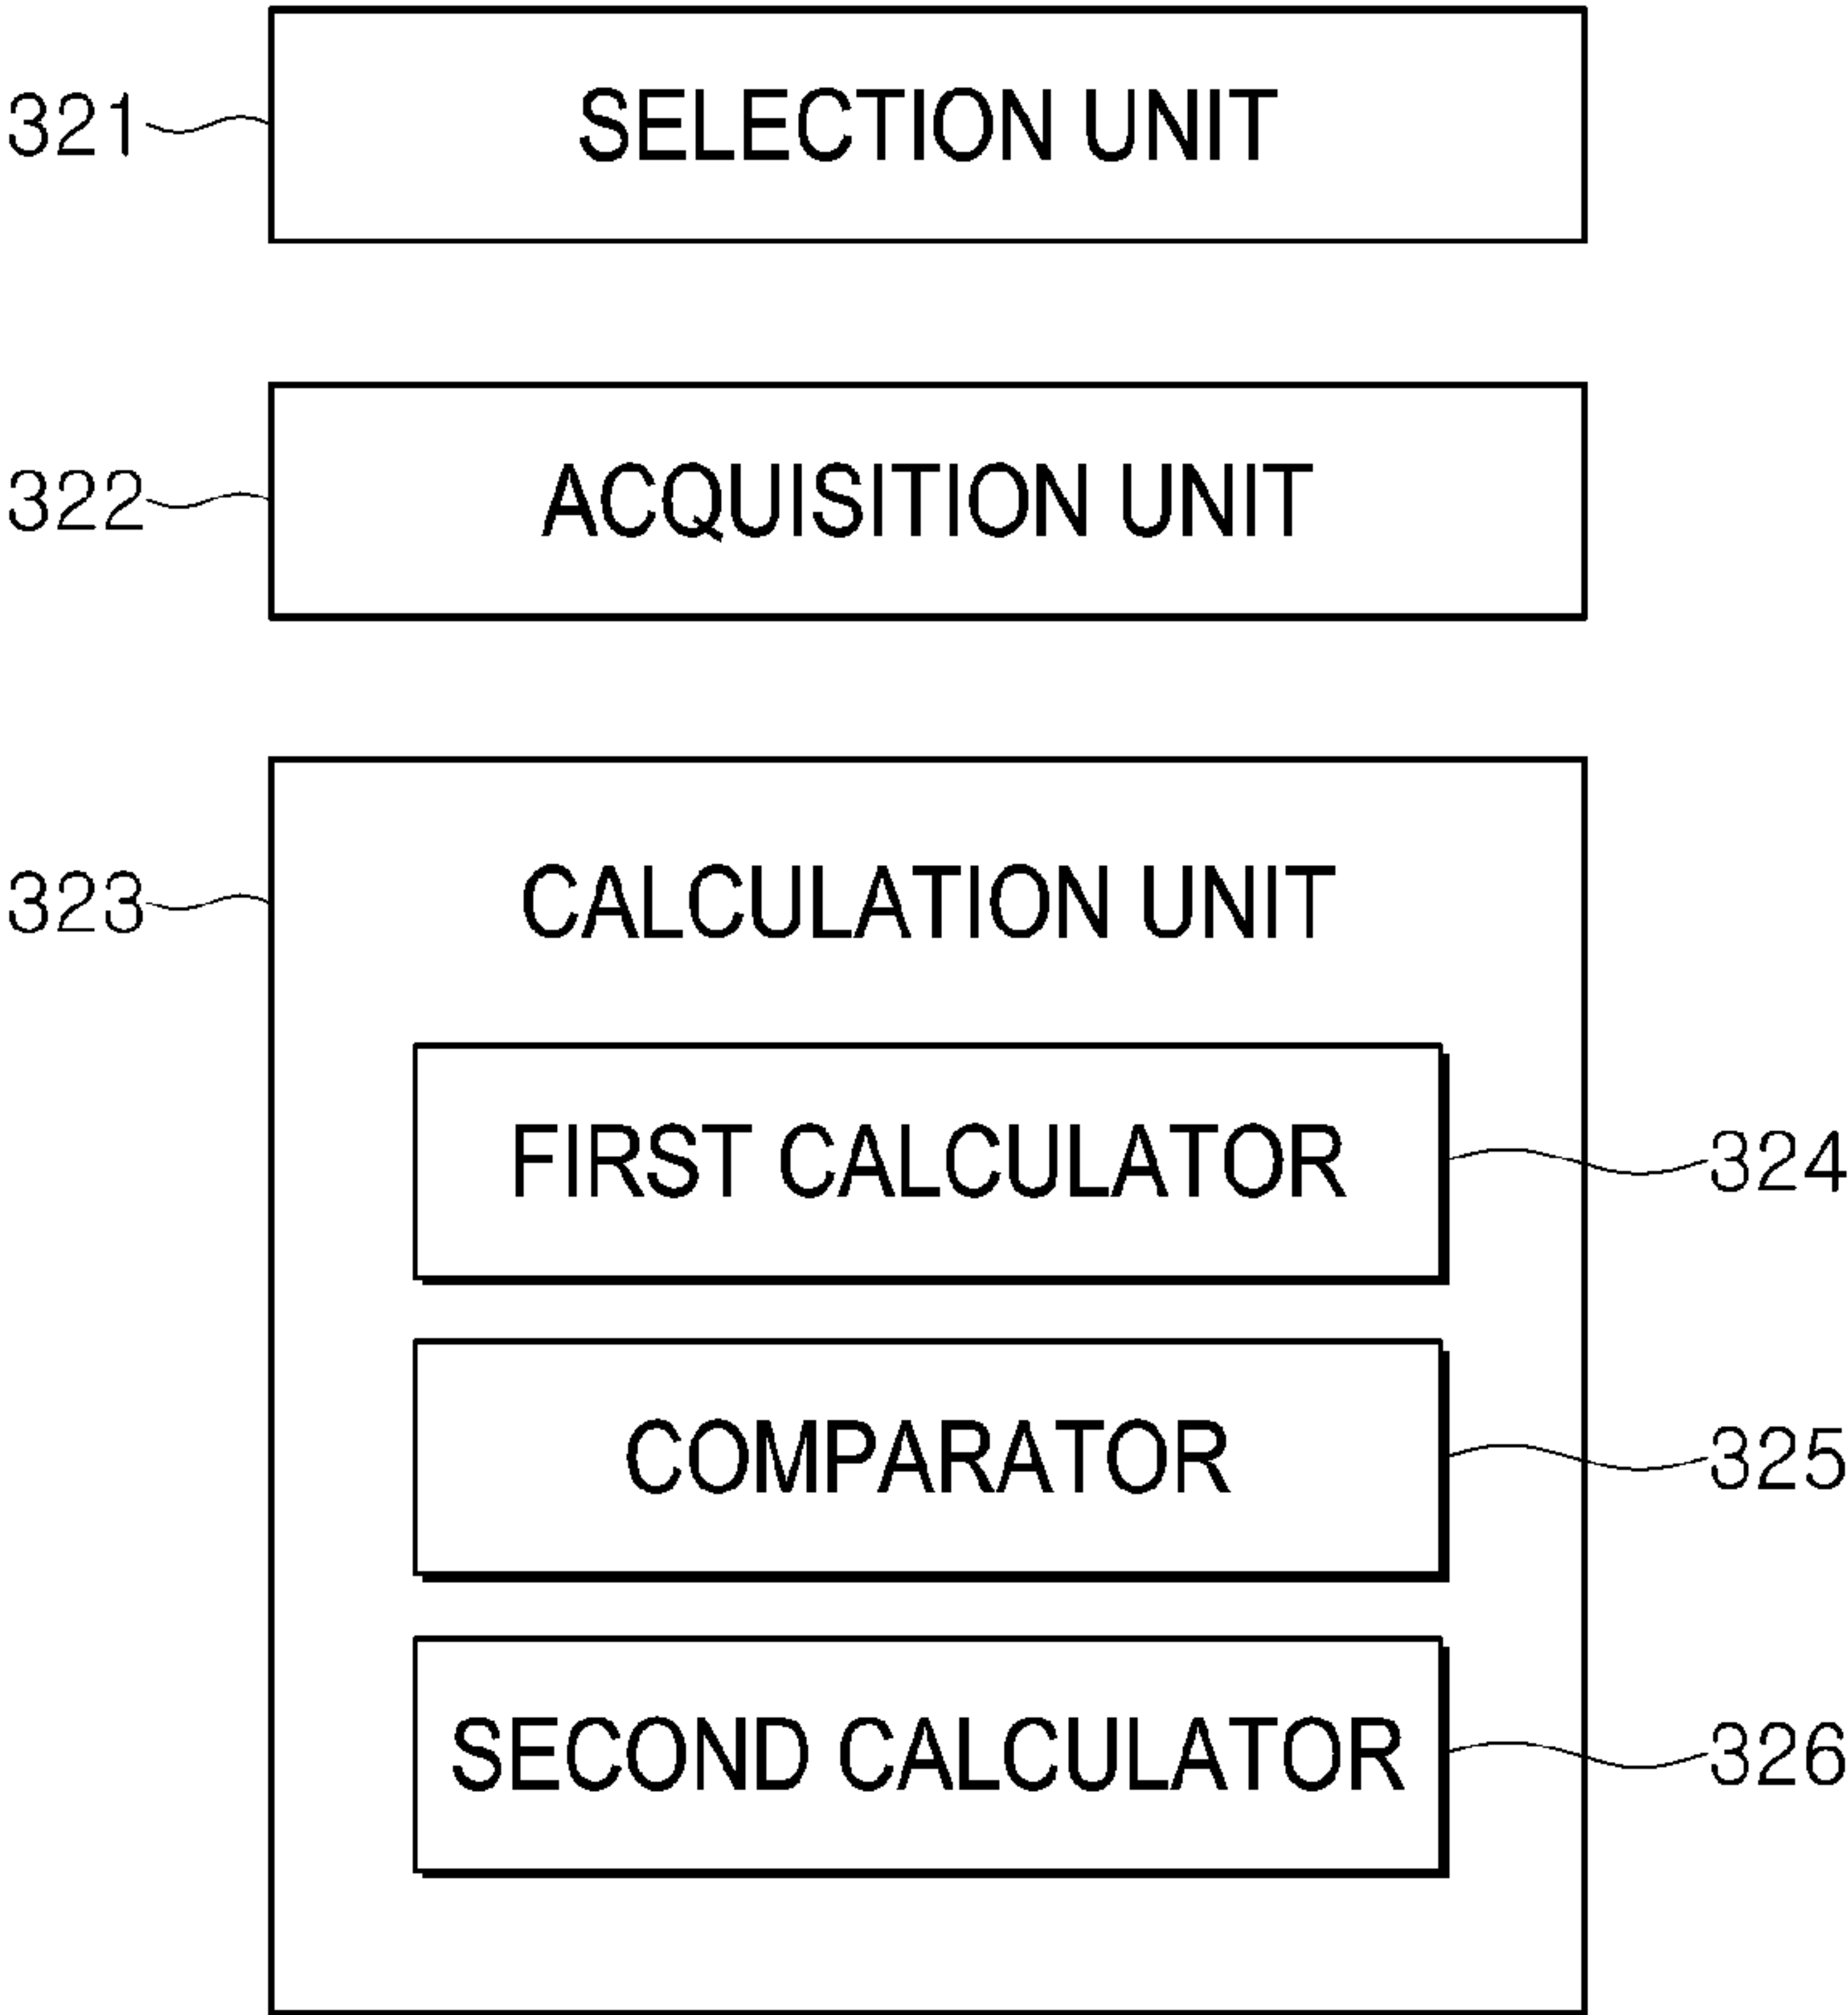 321
SELECTION UNIT
322
ACQUISITION UNIT
323
CALCULATION UNIT
FIRST CALCULATOR
324
COMPARATOR
325
SECOND CALCULATOR
326